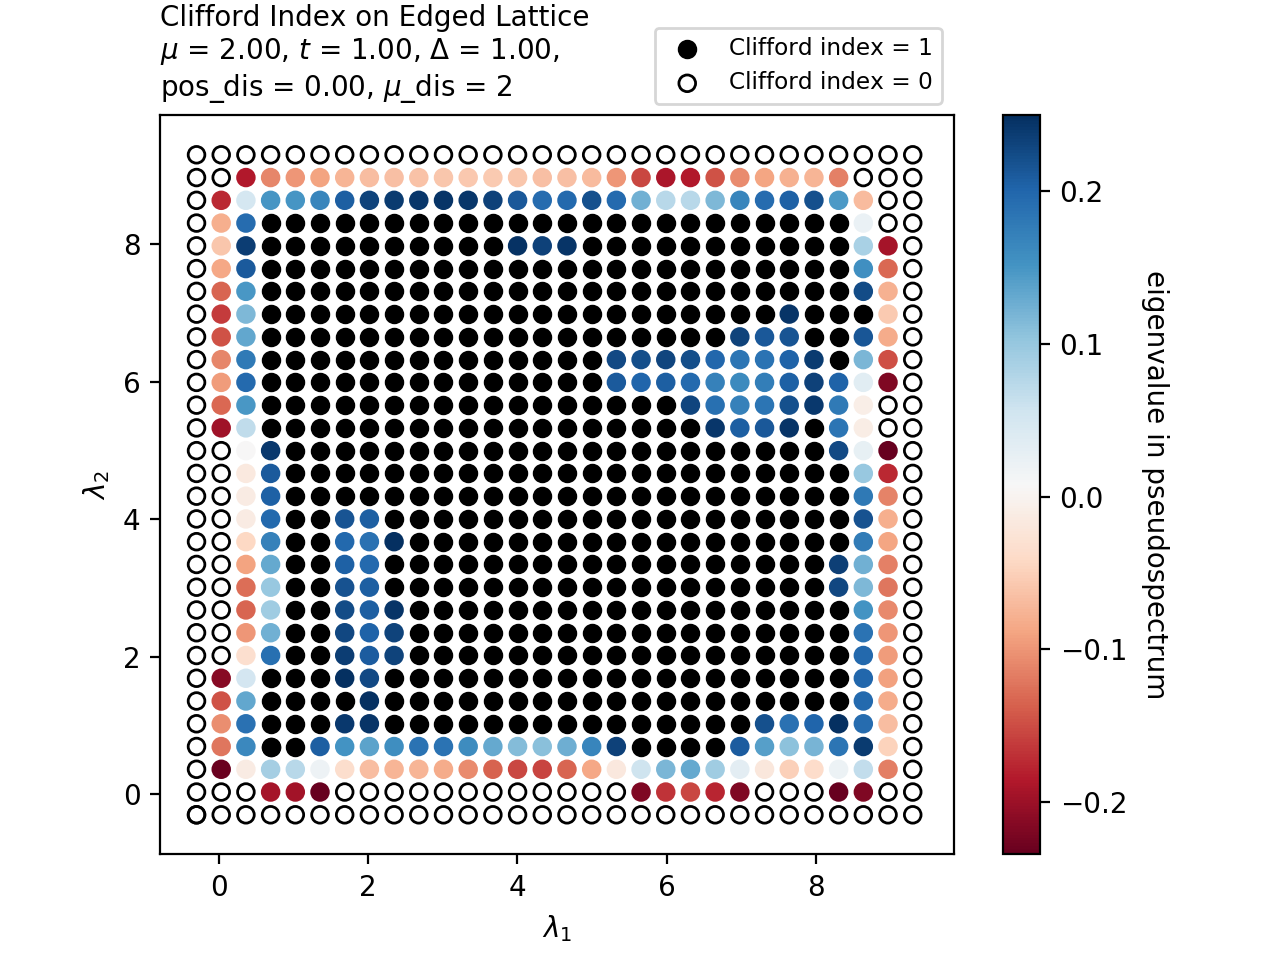 Clifford Index on Edged Lattice
μ = 2.00, t = 1.00, Δ = 1.00,
pos_dis = 0.00, μ_dis = 2
Clifford index = 1
Clifford index = 0
8
6
4
2
0
λ₂
0 2 4 6 8
λ₁
0.2
0.1
0.0
−0.1
−0.2
eigenvalue in pseudospectrum